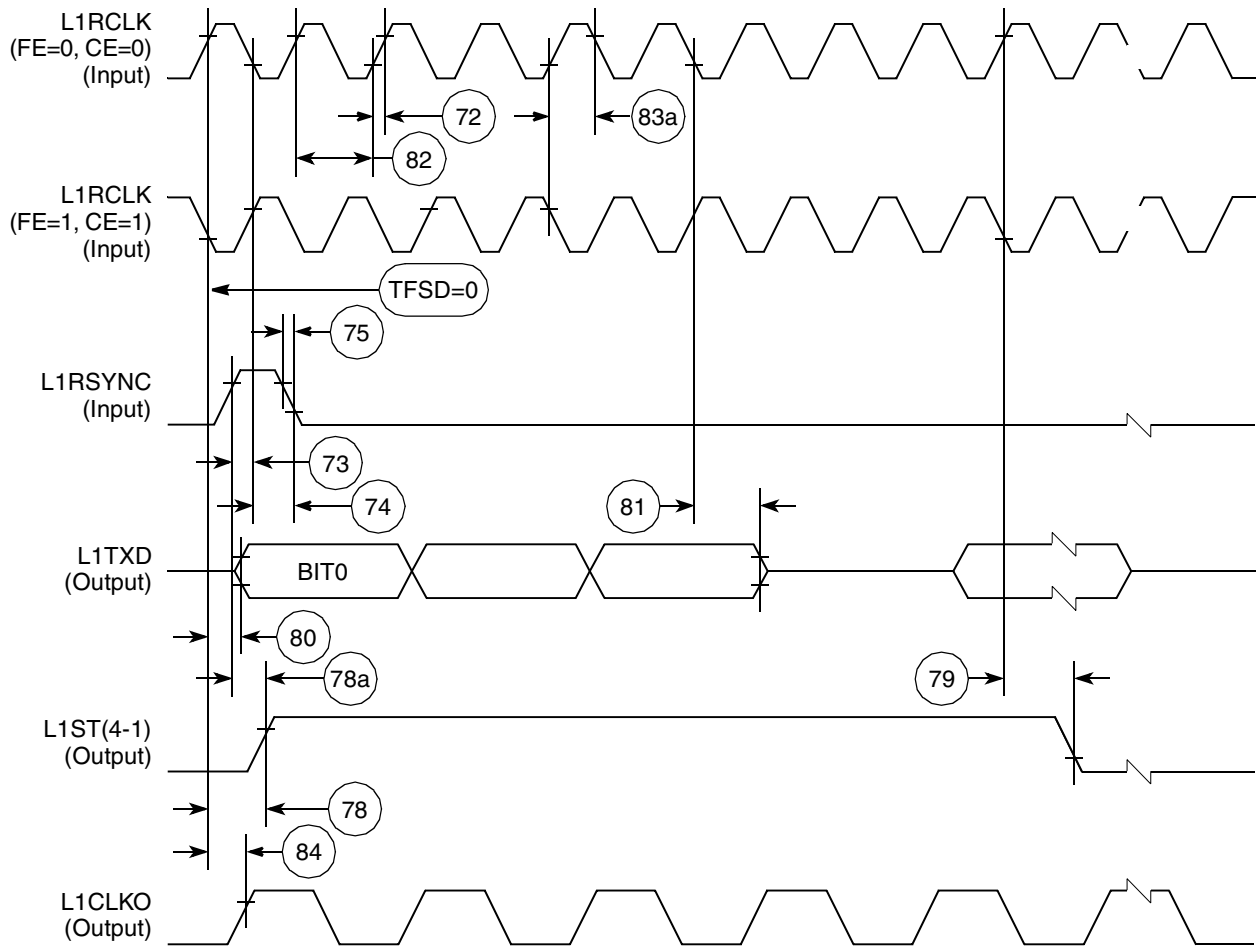 L1RCLK
(FE=0, CE=0)
(Input)
72
83a
82
L1RCLK
(FE=1, CE=1)
(Input)
TFSD=0
75
L1RSYNC
(Input)
73
74
81
L1TXD
(Output)
BIT0
80
78a
79
L1ST(4-1)
(Output)
78
84
L1CLKO
(Output)